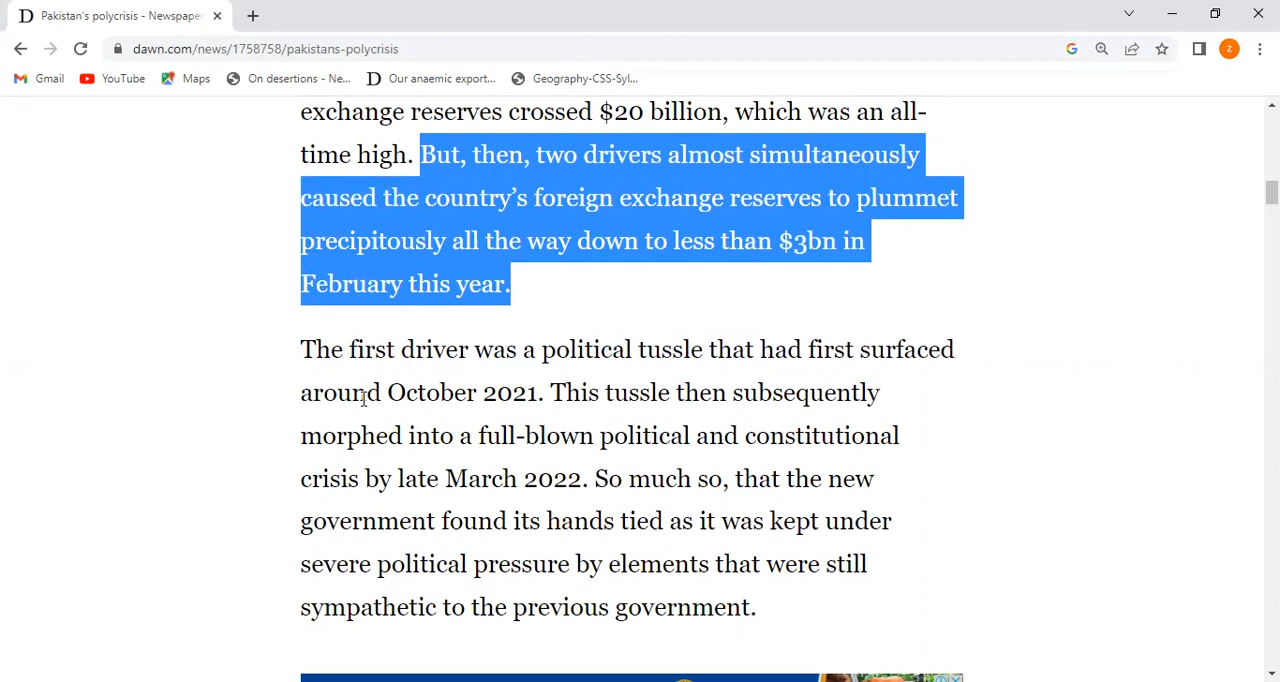 Pakistan's polycrisis - Newspaper
dawn.com/news/1758758/pakistans-polycrisis
Gmail YouTube Maps On desertions - Ne... Our anaemic export... Geography-CSS-Syl...
exchange reserves crossed $20 billion, which was an all-
time high. But, then, two drivers almost simultaneously
caused the country’s foreign exchange reserves to plummet
precipitously all the way down to less than $3bn in
February this year.
The first driver was a political tussle that had first surfaced
around October 2021. This tussle then subsequently
morphed into a full-blown political and constitutional
crisis by late March 2022. So much so, that the new
government found its hands tied as it was kept under
severe political pressure by elements that were still
sympathetic to the previous government.